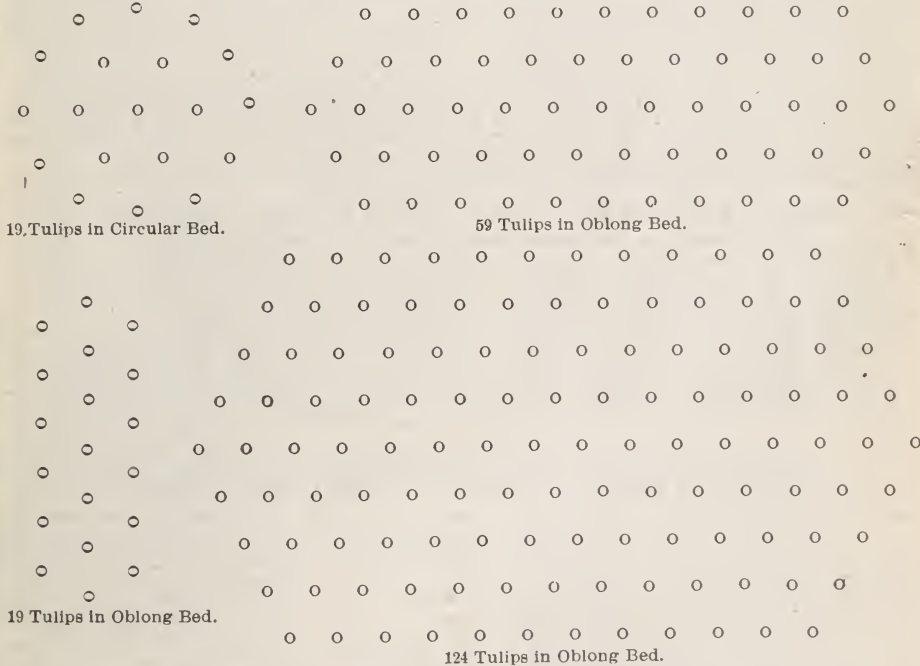 19 Tulips in Circular Bed.
59 Tulips in Oblong Bed.
19 Tulips in Oblong Bed.
124 Tulips in Oblong Bed.